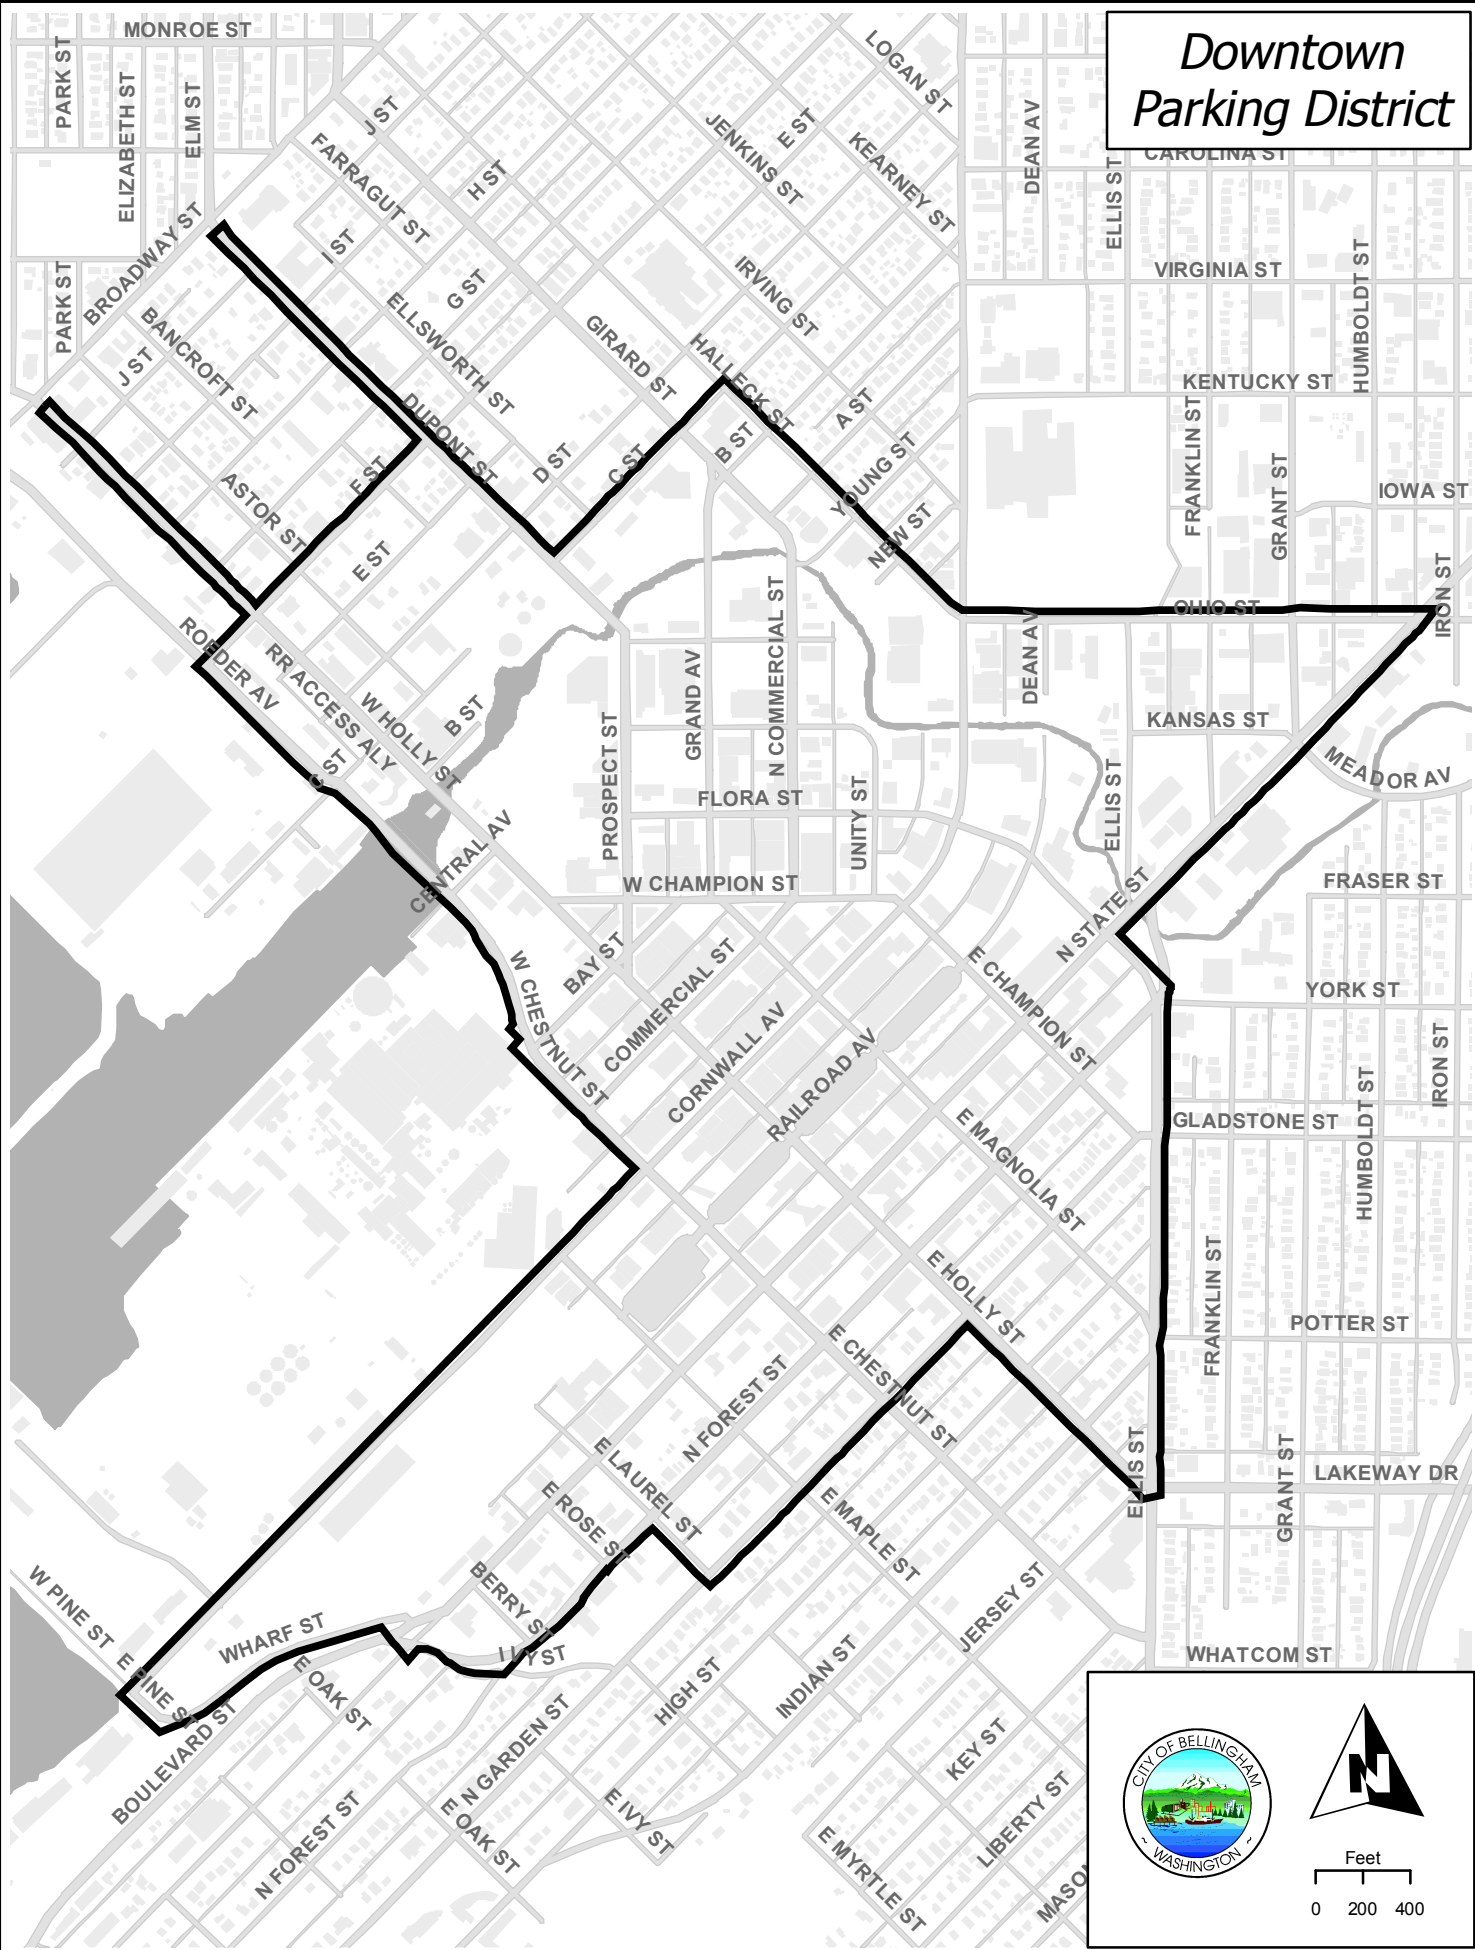 Downtown
Parking District
MONROE ST
PARK ST
ELIZABETH ST
ELM ST
J ST
FARRAGUT ST
H ST
LOGAN ST
E ST
JENKINS ST
KEARNEY ST
DEAN AV
CAROLINA ST
ELLIS ST
BROADWAY ST
I ST
G ST
IRVING ST
VIRGINIA ST
HUMBOLDT ST
PARK ST
J ST
BANCROFT ST
ELLSWORTH ST
GIRARD ST
HALLECK ST
A ST
KENTUCKY ST
DUPONT ST
D ST
C ST
B ST
YOUNG ST
FRANKLIN ST
GRANT ST
IOWA ST
ASTOR ST
F ST
E ST
NEW ST
OHIO ST
IRON ST
ROEDER AV
RR ACCESS ALY
W HOLLY ST
B ST
C ST
PROSPECT ST
GRAND AV
N COMMERCIAL ST
DEAN AV
KANSAS ST
MEADOR AV
FLORA ST
UNITY ST
ELLIS ST
CENTRAL AV
W CHAMPION ST
FRASER ST
N STATE ST
BAY ST
W CHESTNUT ST
COMMERCIAL ST
CORNWALL AV
RAILROAD AV
E CHAMPION ST
YORK ST
IRON ST
HUMBOLDT ST
GLADSTONE ST
E MAGNOLIA ST
FRANKLIN ST
E HOLLY ST
POTTER ST
E CHESTNUT ST
N FOREST ST
ELLIS ST
GRANT ST
LAKEWAY DR
E LAUREL ST
E ROSE ST
E MAPLE ST
BERRY ST
IVY ST
JERSEY ST
W PINE ST
E PINE ST
WHARF ST
E OAK ST
BOULEVARD ST
HIGH ST
INDIAN ST
WHATCOM ST
N GARDEN ST
KEY ST
N FOREST ST
E OAK ST
E IVY ST
LIBERTY ST
E MYRTLE ST
MASO
CITY OF BELLINGHAM
~ WASHINGTON ~
N
Feet
0 200 400